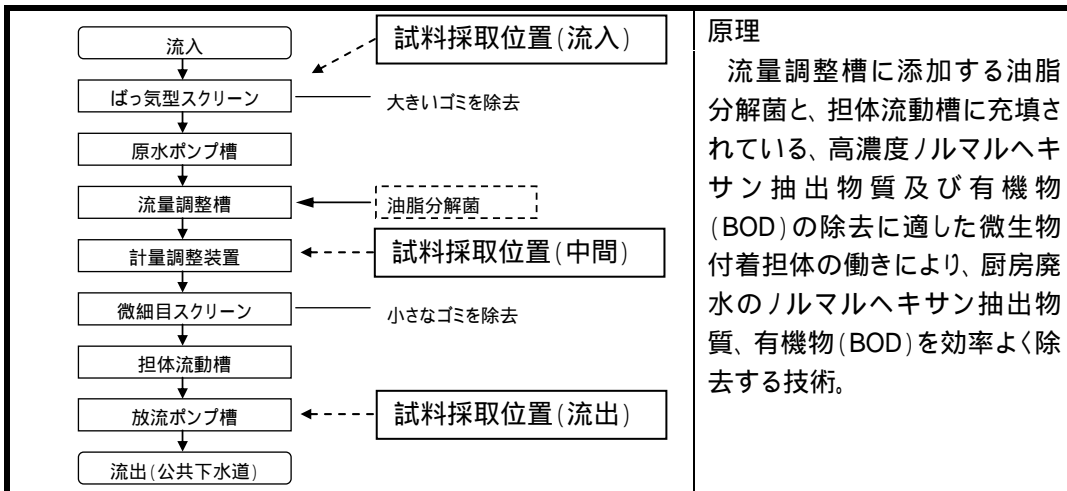 流入
試料採取位置(流入)
ばっ気型スクリーン
大きいゴミを除去
原水ポンプ槽
流量調整槽
油脂分解菌
計量調整装置
試料採取位置(中間)
微細目スクリーン
小さなゴミを除去
担体流動槽
放流ポンプ槽
試料採取位置(流出)
流出(公共下水道)
原理
流量調整槽に添加する油脂
分解菌と、担体流動槽に充填さ
れている、高濃度ノルマルヘキ
サン抽出物質及び有機物
(BOD)の除去に適した微生物
付着担体の働きにより、厨房廃
水のノルマルヘキサン抽出物
質、有機物(BOD)を効率よく除
去する技術。